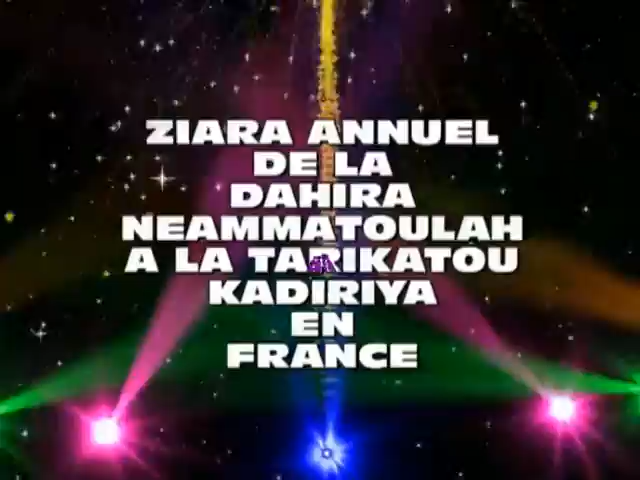 ZIARA ANNUEL
DE LA
DAHIRA
NEAMMATOULAH
A LA TARIKATOU
KADIRIYA
EN
FRANCE